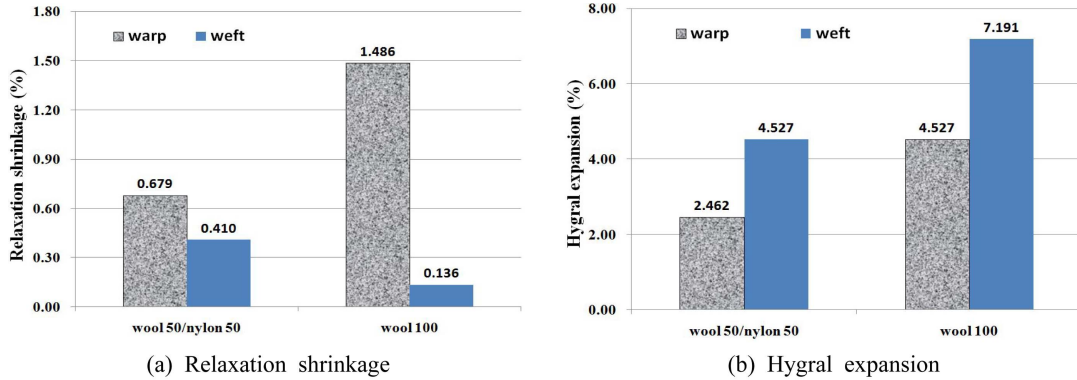 1.80
1.50
1.20
0.90
0.60
0.30
0.00
Relaxation shrinkage (%)
warp
weft
0.679
0.410
1.486
0.136
wool 50/nylon 50
wool 100
(a) Relaxation shrinkage
8.00
6.00
4.00
2.00
0.00
Hygral expansion (%)
warp
weft
2.462
4.527
4.527
7.191
wool 50/nylon 50
wool 100
(b) Hygral expansion